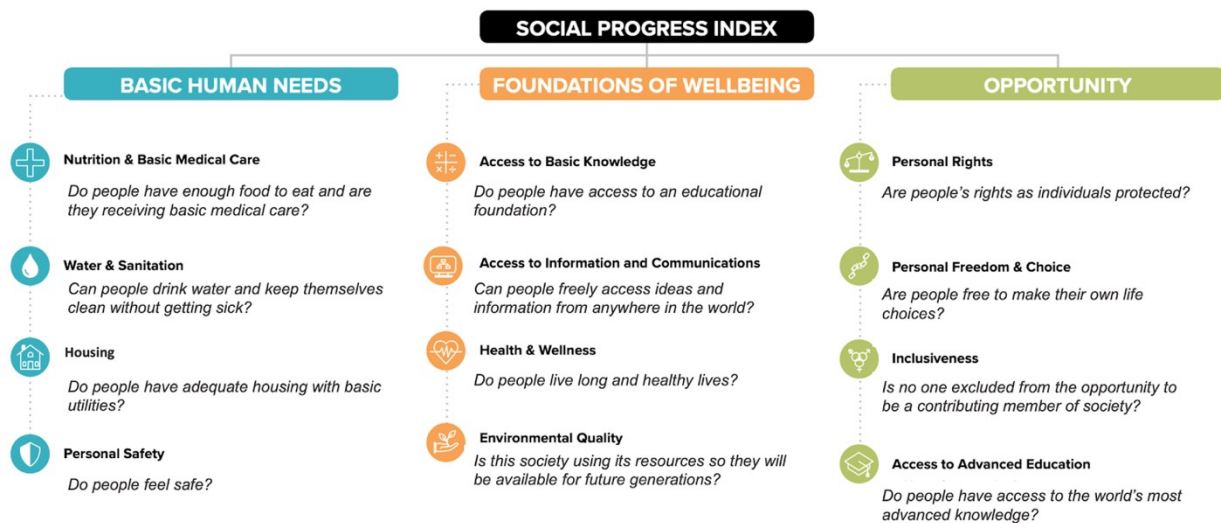 SOCIAL PROGRESS INDEX
BASIC HUMAN NEEDS
Nutrition & Basic Medical Care
Do people have enough food to eat and are
they receiving basic medical care?
Water & Sanitation
Can people drink water and keep themselves
clean without getting sick?
Housing
Do people have adequate housing with basic
utilities?
Personal Safety
Do people feel safe?
FOUNDATIONS OF WELLBEING
Access to Basic Knowledge
Do people have access to an educational
foundation?
Access to Information and Communications
Can people freely access ideas and
information from anywhere in the world?
Health & Wellness
Do people live long and healthy lives?
Environmental Quality
Is this society using its resources so they will
be available for future generations?
OPPORTUNITY
Personal Rights
Are people’s rights as individuals protected?
Personal Freedom & Choice
Are people free to make their own life
choices?
Inclusiveness
Is no one excluded from the opportunity to
be a contributing member of society?
Access to Advanced Education
Do people have access to the world’s most
advanced knowledge?